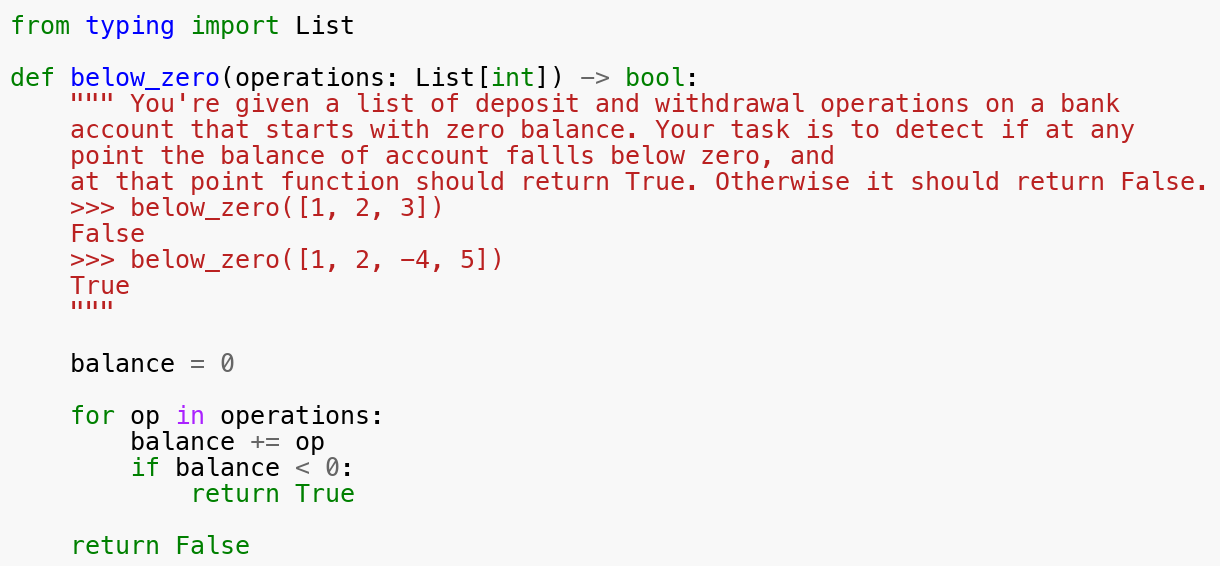 from typing import List
def below_zero(operations: List[int]) -> bool:
    """ You're given a list of deposit and withdrawal operations on a bank
    account that starts with zero balance. Your task is to detect if at any
    point the balance of account fallls below zero, and
    at that point function should return True. Otherwise it should return False.
    >>> below_zero([1, 2, 3])
    False
    >>> below_zero([1, 2, -4, 5])
    True
    """
    balance = 0
    for op in operations:
        balance += op
        if balance < 0:
            return True
    return False